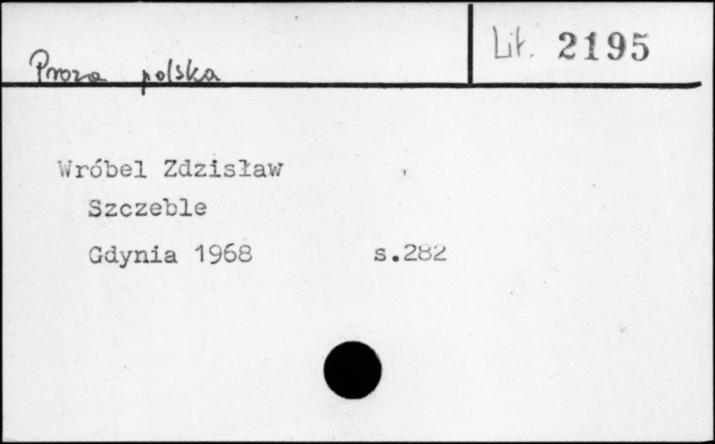 Lit. 2195
Proza polska
Wróbel Zdzisław
Szczeble
Gdynia 1968 s.282